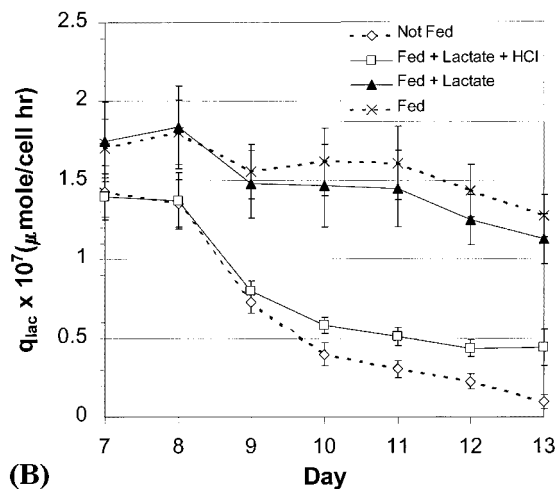 2.5
2
1.5
1
0.5
0
q_lac x 10^7 (μmole/cell hr)
Not Fed
Fed + Lactate + HCl
Fed + Lactate
Fed
7 8 9 10 11 12 13
Day
(B)